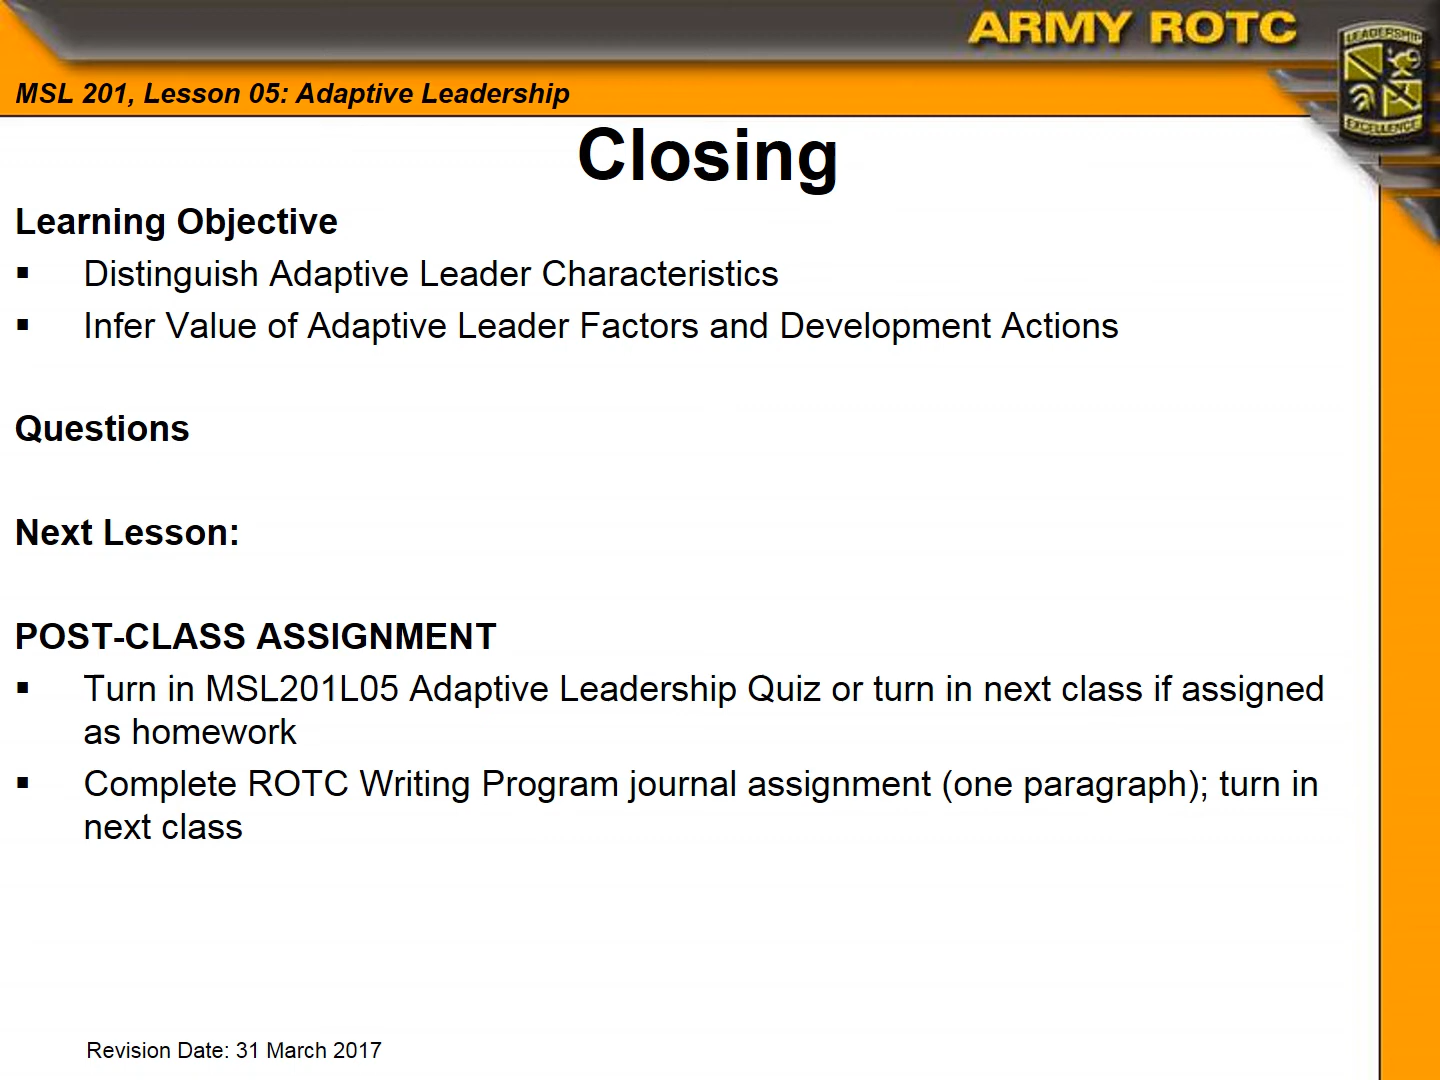 ARMY ROTC
LEADERSHIP
EXCELLENCE
MSL 201, Lesson 05: Adaptive Leadership
Closing
Learning Objective
▪ Distinguish Adaptive Leader Characteristics
▪ Infer Value of Adaptive Leader Factors and Development Actions
Questions
Next Lesson:
POST-CLASS ASSIGNMENT
▪ Turn in MSL201L05 Adaptive Leadership Quiz or turn in next class if assigned
as homework
▪ Complete ROTC Writing Program journal assignment (one paragraph); turn in
next class
Revision Date: 31 March 2017